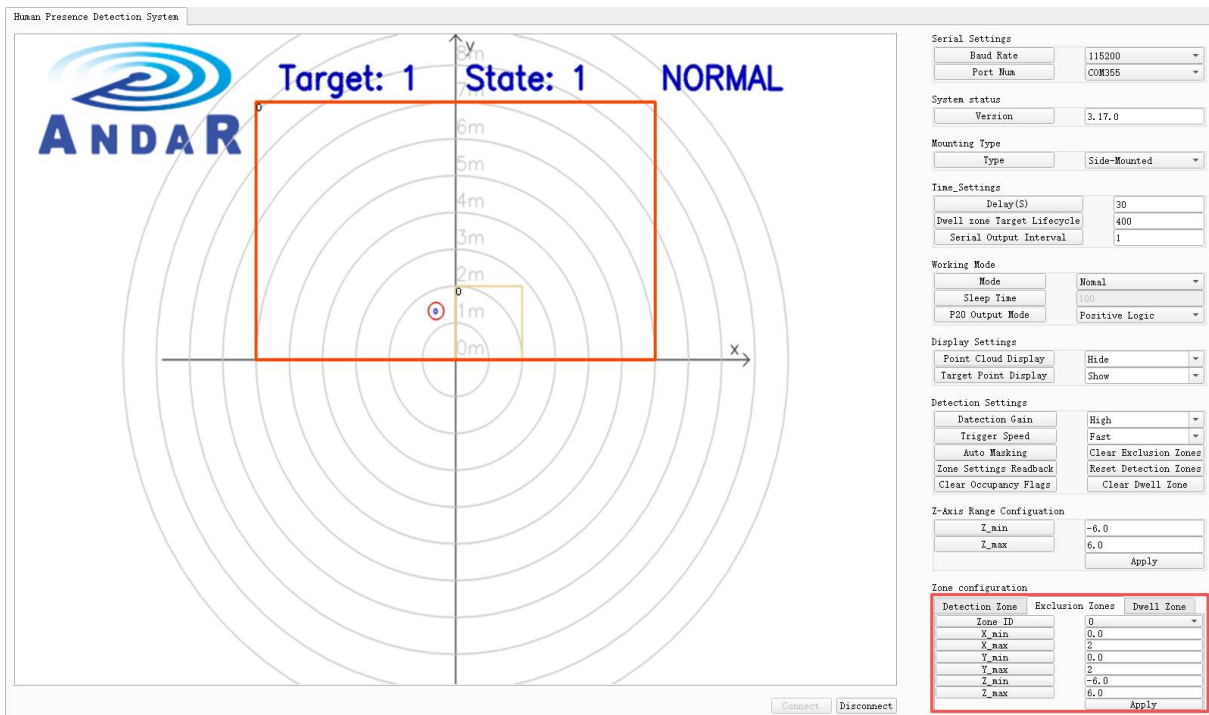 Human Presence Detection System
Target: 1 State: 1 NORMAL
ANDAR
y
8m
7m
6m
5m
4m
3m
2m
1m
0m
x
0
0
Serial Settings
Baud Rate 115200
Port Num COM355
System status
Version 3.17.0
Mounting Type
Type Side-Mounted
Time_Settings
Delay(S) 30
Dwell zone Target Lifecycle 400
Serial Output Interval 1
Working Mode
Mode Nomal
Sleep Time 100
P20 Output Mode Positive Logic
Display Settings
Point Cloud Display Hide
Target Point Display Show
Detection Settings
Datection Gain High
Trigger Speed Fast
Auto Masking Clear Exclusion Zones
Zone Settings Readback Reset Detection Zones
Clear Occupancy Flags Clear Dwell Zone
Z-Axis Range Configuation
Z_min -6.0
Z_max 6.0
Apply
Zone configuration
Detection Zone Exclusion Zones Dwell Zone
Zone ID 0
X_min 0.0
X_max 2
Y_min 0.0
Y_max 2
Z_min -6.0
Z_max 6.0
Apply
Connect Disconnect